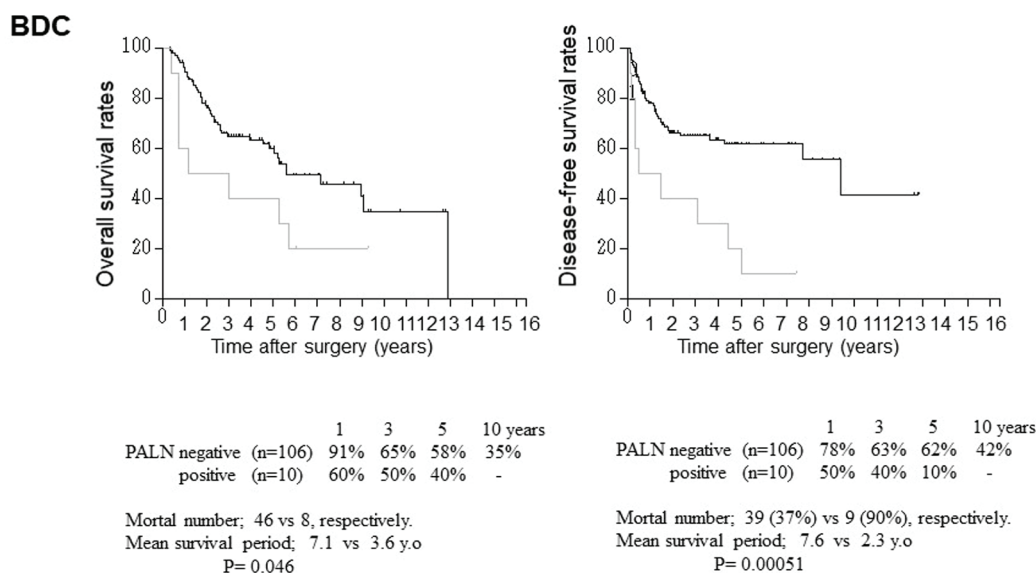 BDC
Overall survival rates
100
80
60
40
20
0
0 1 2 3 4 5 6 7 8 9 10 11 12 13 14 15 16
Time after surgery (years)
1 3 5 10 years
PALN negative (n=106) 91% 65% 58% 35%
positive (n=10) 60% 50% 40% -
Mortal number; 46 vs 8, respectively.
Mean survival period; 7.1 vs 3.6 y.o
P= 0.046
Disease-free survival rates
100
80
60
40
20
0
0 1 2 3 4 5 6 7 8 9 10 11 12 13 14 15 16
Time after surgery (years)
1 3 5 10 years
PALN negative (n=106) 78% 63% 62% 42%
positive (n=10) 50% 40% 10% -
Mortal number; 39 (37%) vs 9 (90%), respectively.
Mean survival period; 7.6 vs 2.3 y.o
P= 0.00051